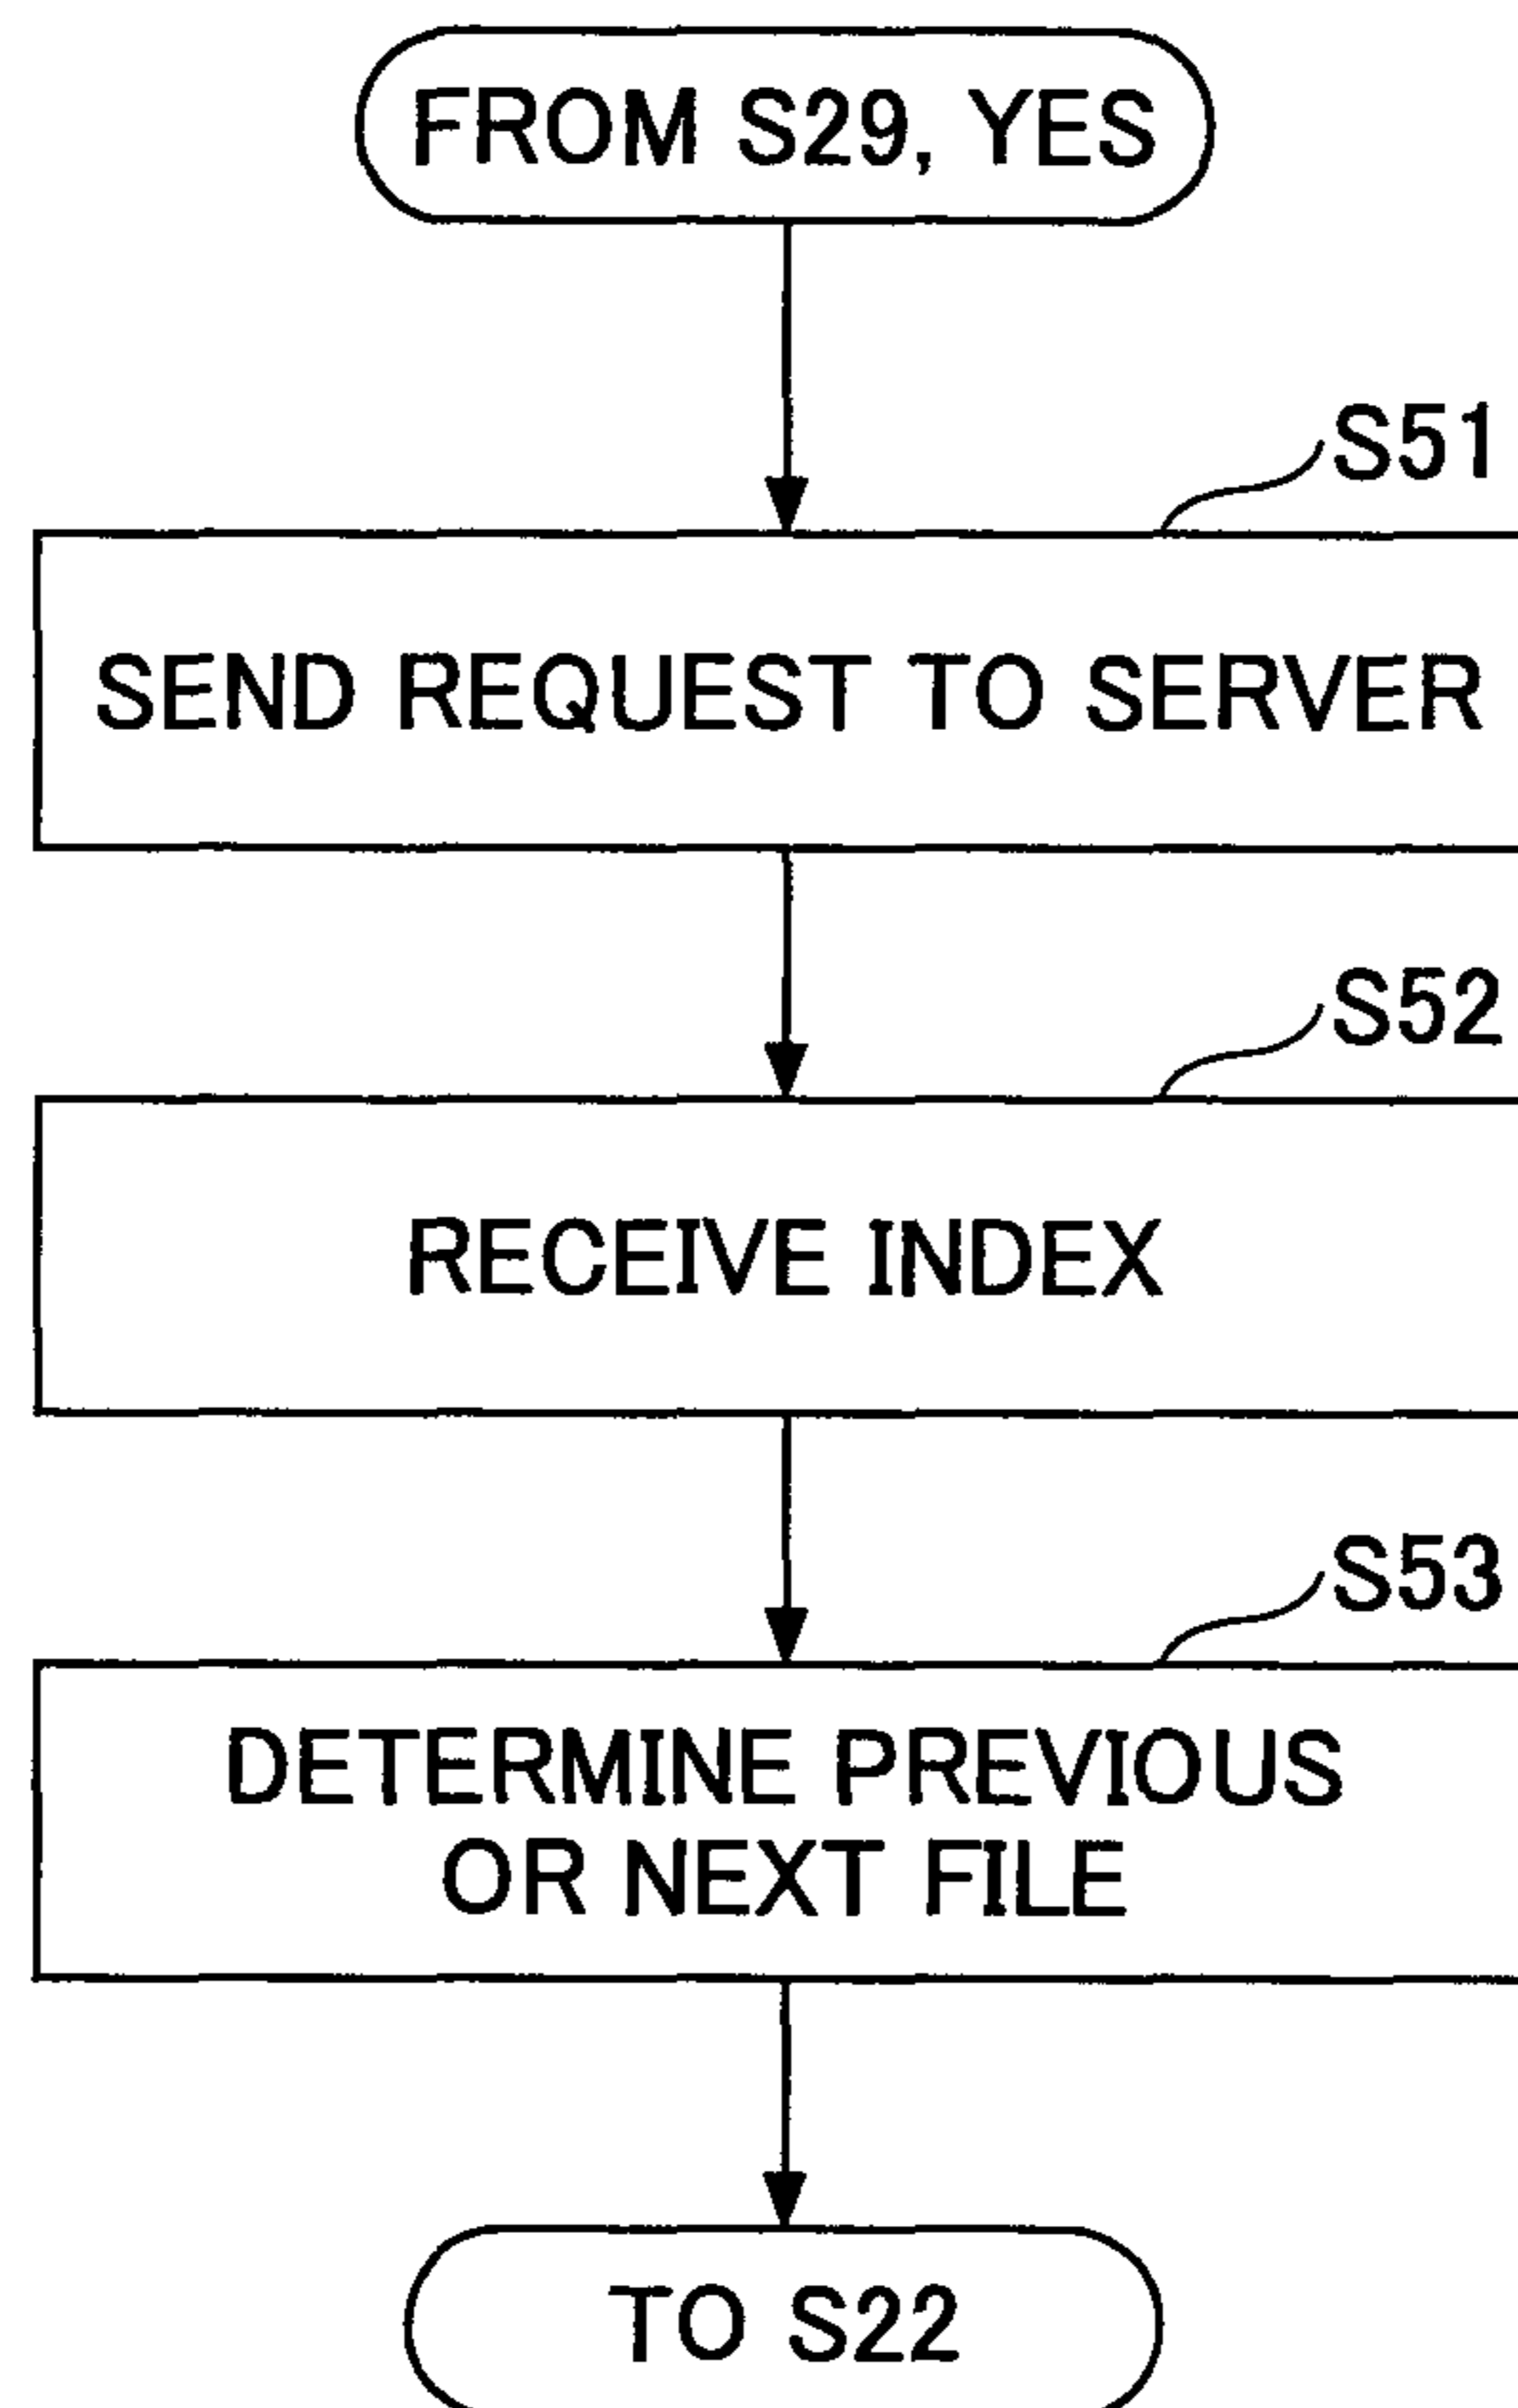 FROM S29, YES
S51
SEND REQUEST TO SERVER
S52
RECEIVE INDEX
S53
DETERMINE PREVIOUS
OR NEXT FILE
TO S22